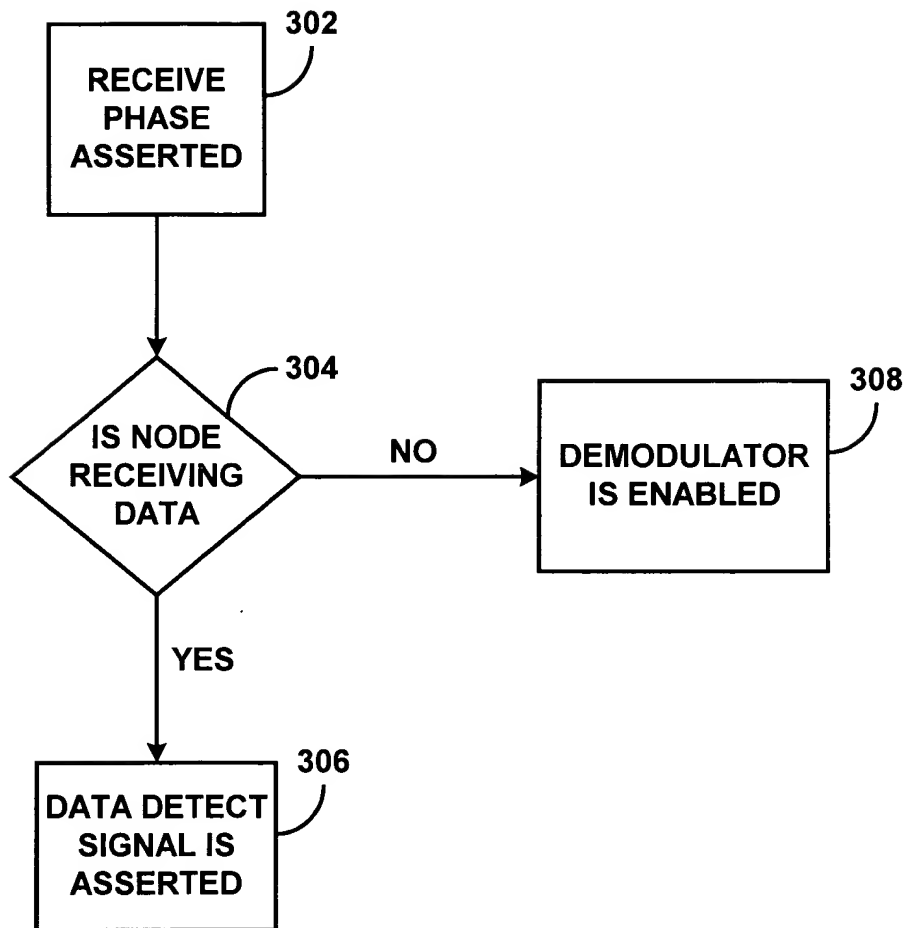 302
RECEIVE
PHASE
ASSERTED
304
IS NODE
RECEIVING
DATA
NO
308
DEMODULATOR
IS ENABLED
YES
306
DATA DETECT
SIGNAL IS
ASSERTED